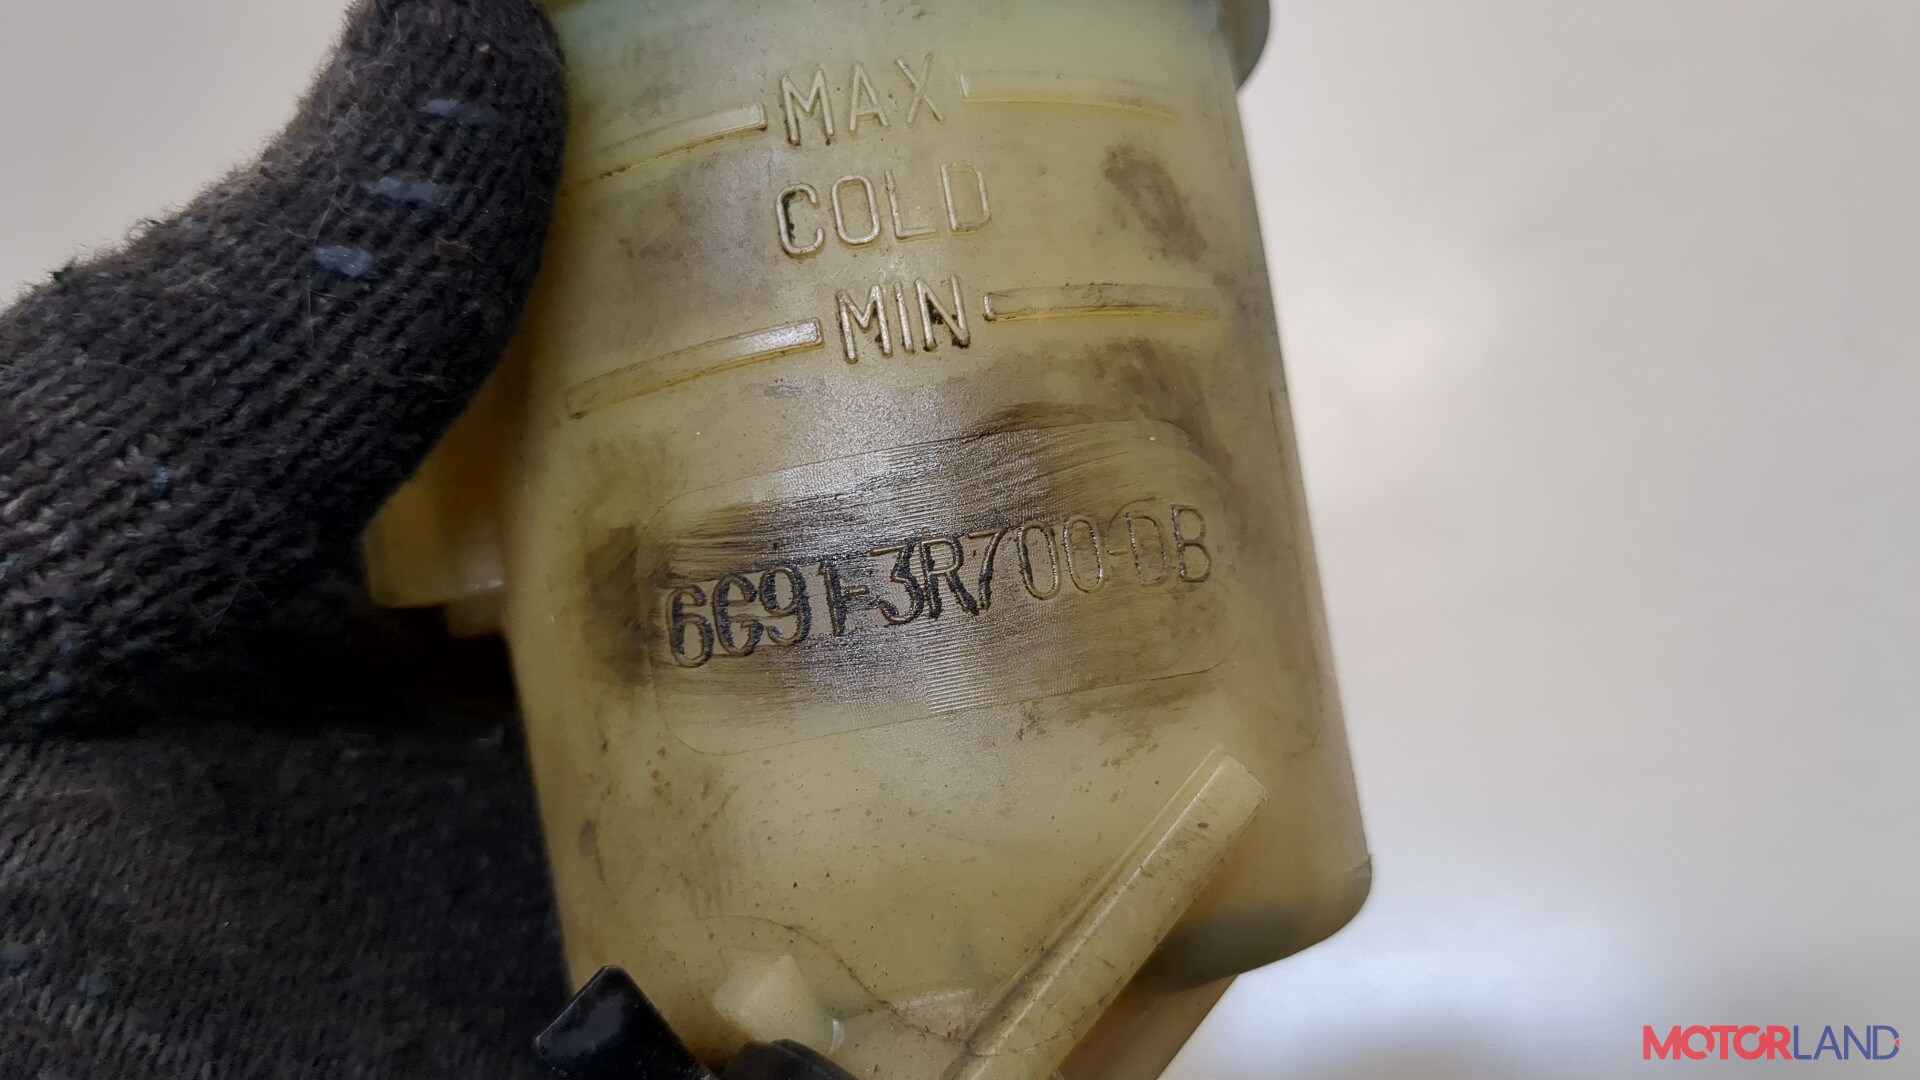 MAX
COLD
MIN
6G91-3R700-DB
MOTORLAND